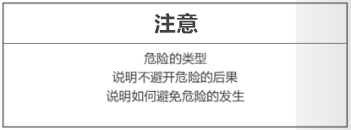 注意
危险的类型
说明不避开危险的后果
说明如何避免危险的发生